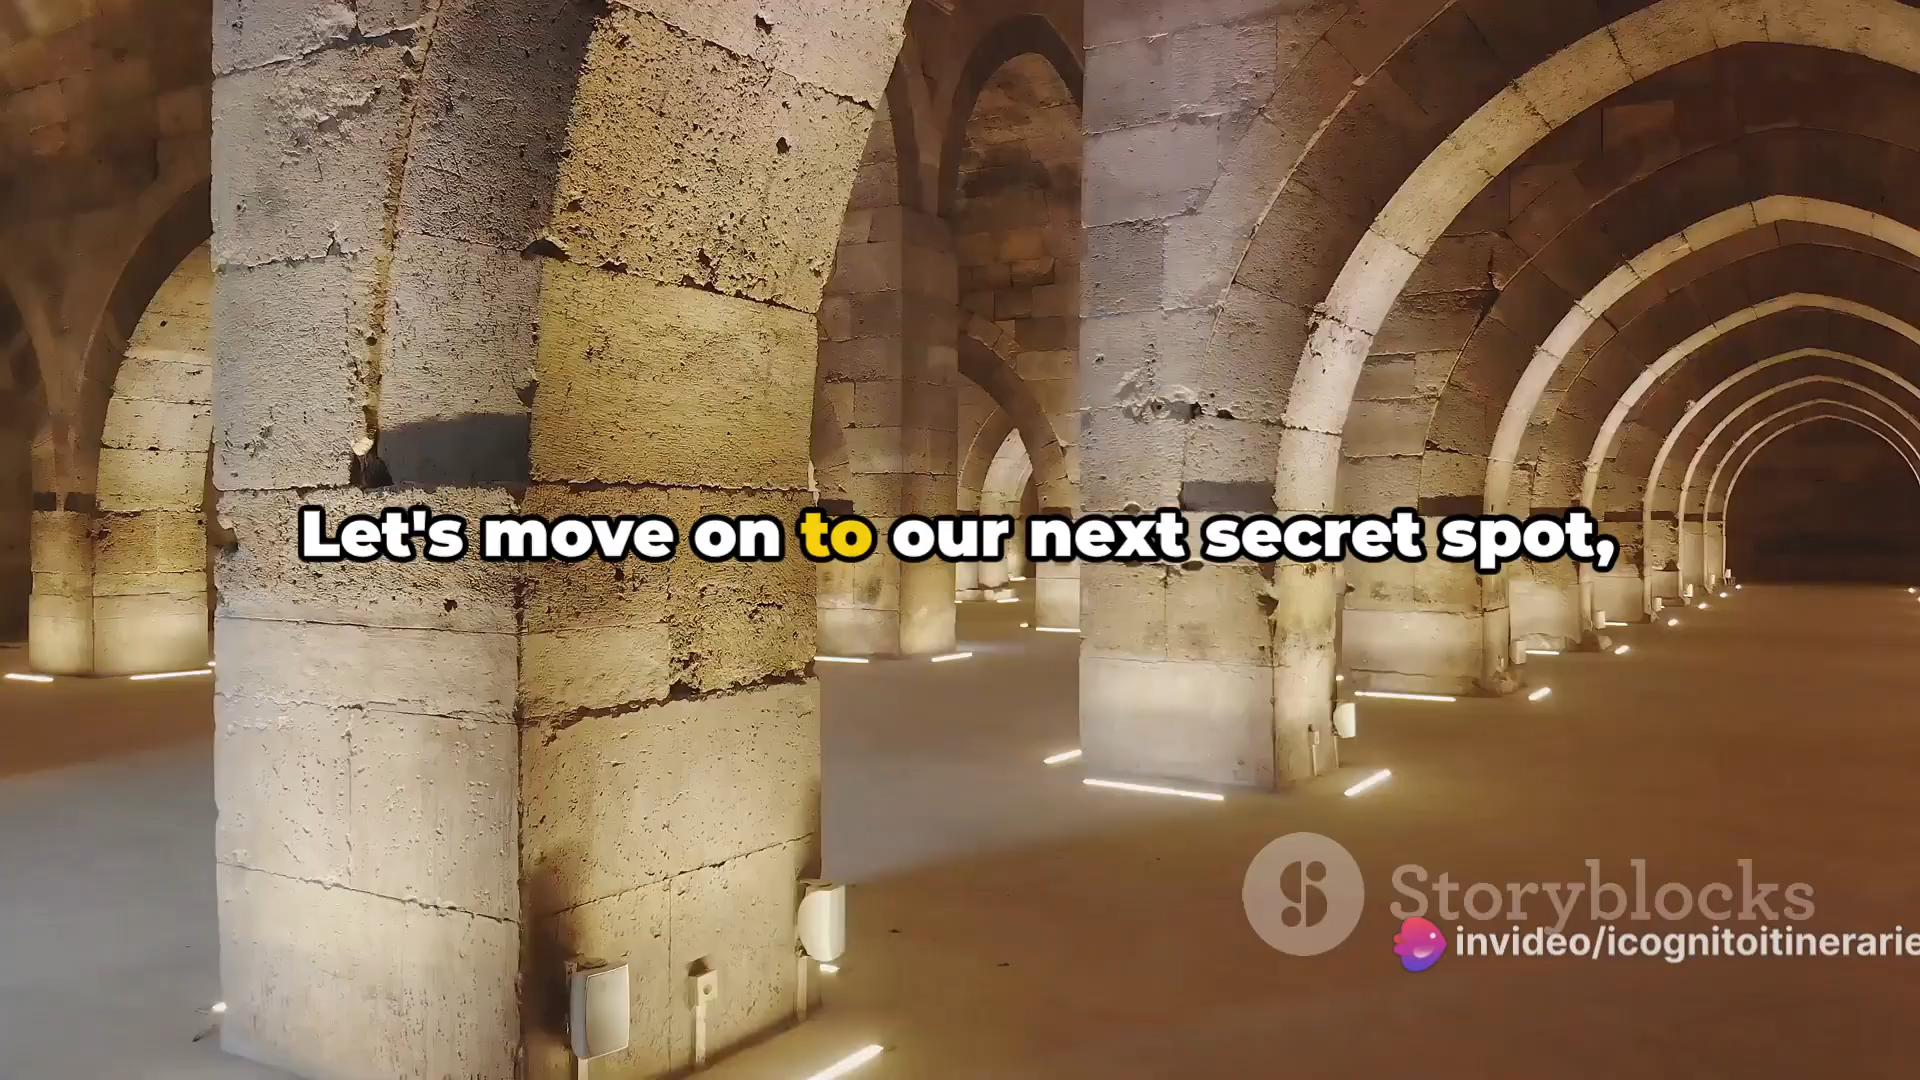 Let's move on to our next secret spot,
Storyblocks
invideo/icognitoitinerarie